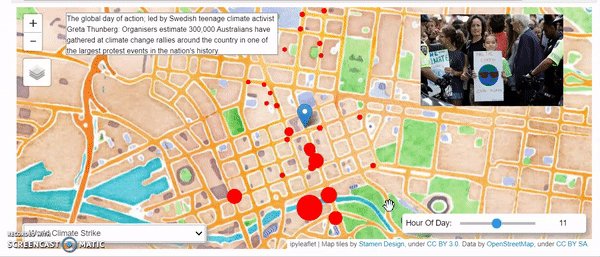 +
The global day of action, led by Swedish teenage climate activist
Greta Thunberg. Organisers estimate 300,000 Australians have
gathered at climate change rallies around the country in one of
the largest protest events in the nation's history.
−
Climate Strike
RECORDED WITH
SCREENCAST MATIC
Hour Of Day: 11
ipyleaflet | Map tiles by Stamen Design, under CC BY 3.0. Data by OpenStreetMap, under CC BY SA